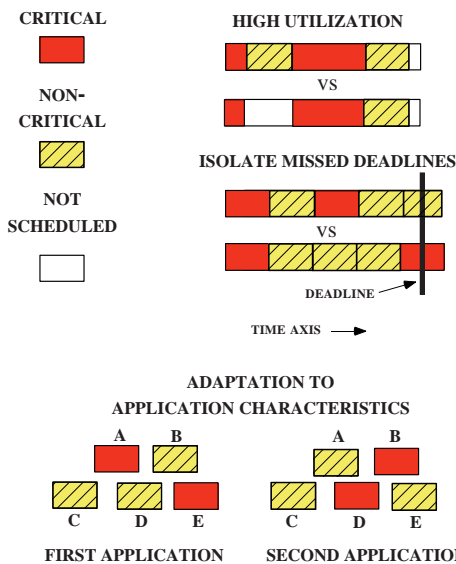 CRITICAL
NON-
CRITICAL
NOT
SCHEDULED
HIGH UTILIZATION
VS
ISOLATE MISSED DEADLINES
VS
DEADLINE
TIME AXIS
ADAPTATION TO
APPLICATION CHARACTERISTICS
A B
C D E
FIRST APPLICATION
A B
C D E
SECOND APPLICATIO